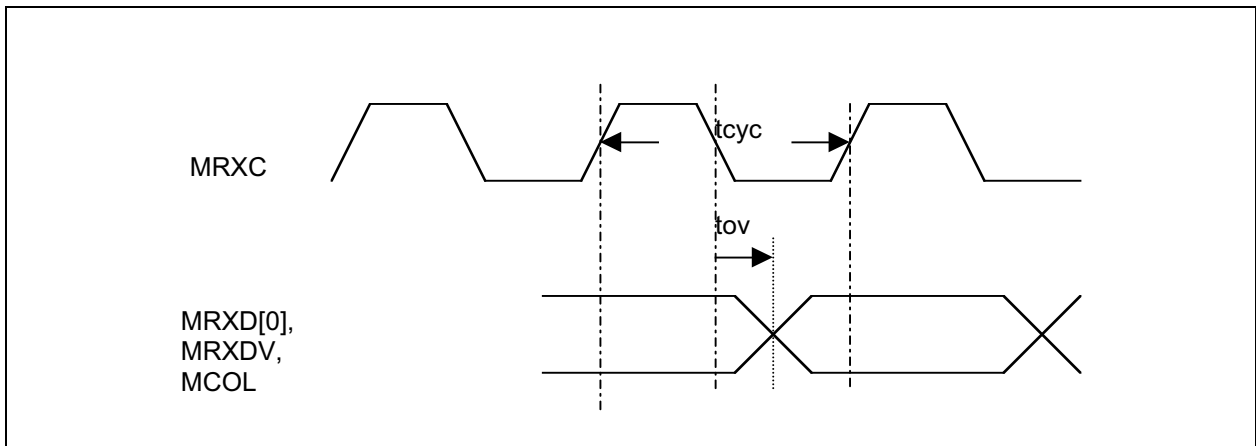 tcyc
MRXC
tov
MRXD[0],
MRXDV,
MCOL